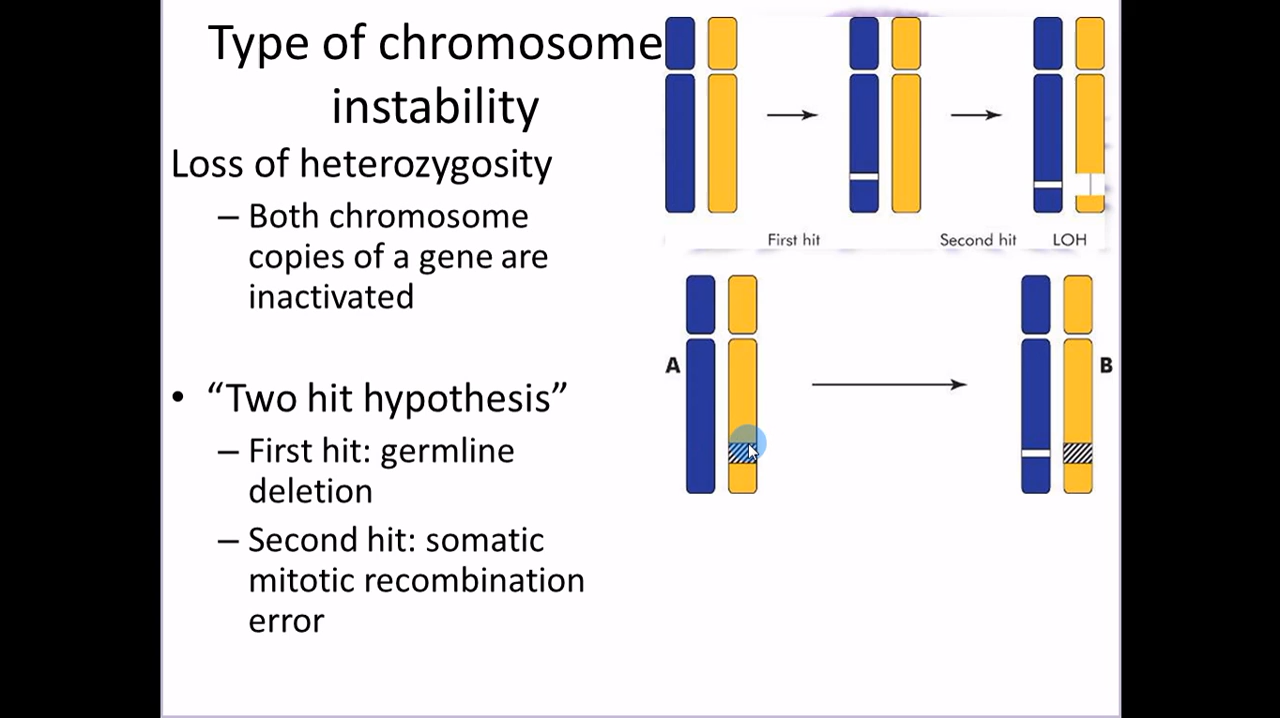 Type of chromosome
instability
Loss of heterozygosity
– Both chromosome
copies of a gene are
inactivated
• “Two hit hypothesis”
– First hit: germline
deletion
– Second hit: somatic
mitotic recombination
error
First hit
Second hit
LOH
A
B